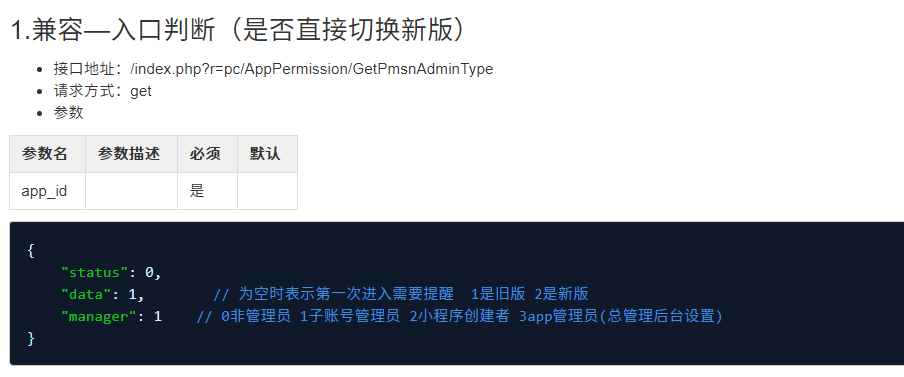 1.兼容—入口判断（是否直接切换新版）
接口地址：/index.php?r=pc/AppPermission/GetPmsnAdminType
请求方式：get
参数
参数名 参数描述 必须 默认
app_id 是
{
"status": 0,
"data": 1, // 为空时表示第一次进入需要提醒 1是旧版 2是新版
"manager": 1 // 0非管理员 1子账号管理员 2小程序创建者 3app管理员(总管理后台设置)
}